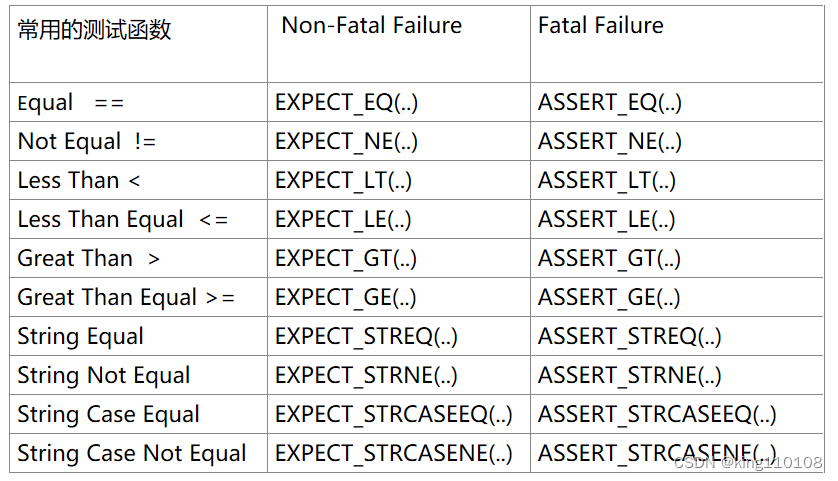 常用的测试函数 Non-Fatal Failure Fatal Failure
Equal == EXPECT_EQ(..) ASSERT_EQ(..)
Not Equal != EXPECT_NE(..) ASSERT_NE(..)
Less Than < EXPECT_LT(..) ASSERT_LT(..)
Less Than Equal <= EXPECT_LE(..) ASSERT_LE(..)
Great Than > EXPECT_GT(..) ASSERT_GT(..)
Great Than Equal >= EXPECT_GE(..) ASSERT_GE(..)
String Equal EXPECT_STREQ(..) ASSERT_STREQ(..)
String Not Equal EXPECT_STRNE(..) ASSERT_STRNE(..)
String Case Equal EXPECT_STRCASEEQ(..) ASSERT_STRCASEEQ(..)
String Case Not Equal EXPECT_STRCASENE(..) ASSERT_STRCASENE(..)
CSDN @king110108